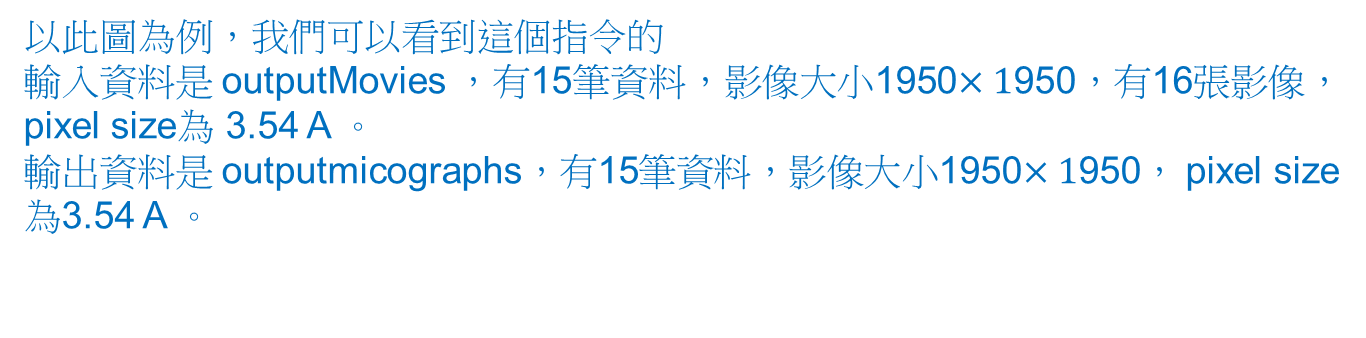 以此圖為例，我們可以看到這個指令的
輸入資料是 outputMovies ，有15筆資料，影像大小1950× 1950，有16張影像，
pixel size為 3.54 A 。
輸出資料是 outputmicographs，有15筆資料，影像大小1950× 1950， pixel size
為3.54 A 。